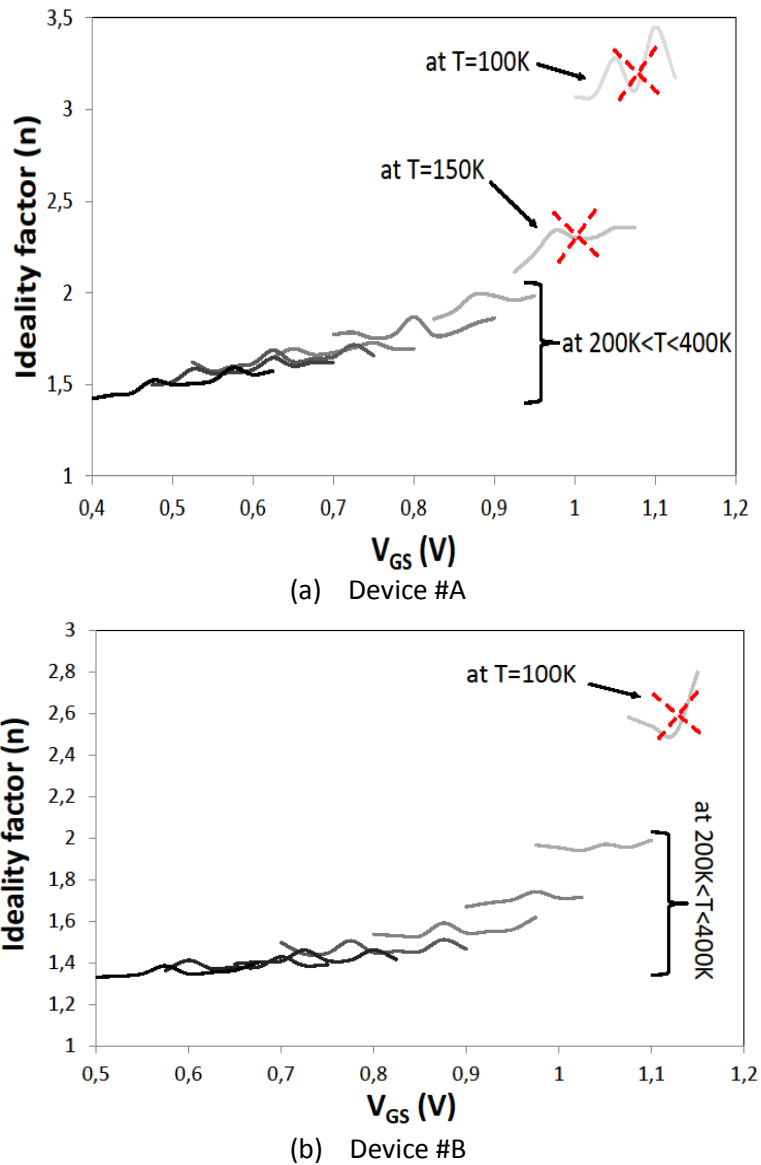 3,5
at T=100K
3
at T=150K
2,5
Ideality factor (n)
2
at 200K<T<400K
1,5
1
0,4 0,5 0,6 0,7 0,8 0,9 1 1,1 1,2
VGS (V)
(a) Device #A
3
at T=100K
2,8
2,6
2,4
2,2
Ideality factor (n)
2
at 200K<T<400K
1,8
1,6
1,4
1,2
1
0,5 0,6 0,7 0,8 0,9 1 1,1 1,2
VGS (V)
(b) Device #B